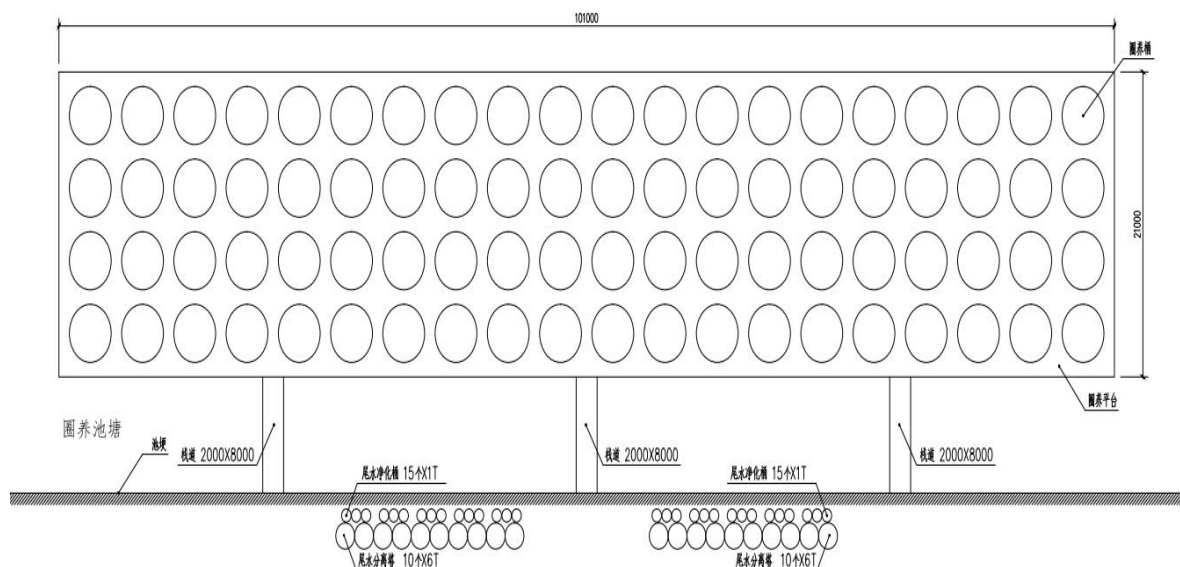 101000
圈养桶
21000
圈养平台
圈养池塘
池埂
栈道 2000X8000
栈道 2000X8000
栈道 2000X8000
尾水净化桶 15个X1T
尾水净化桶 15个X1T
尾水分离塔 10个X6T
尾水分离塔 10个X6T